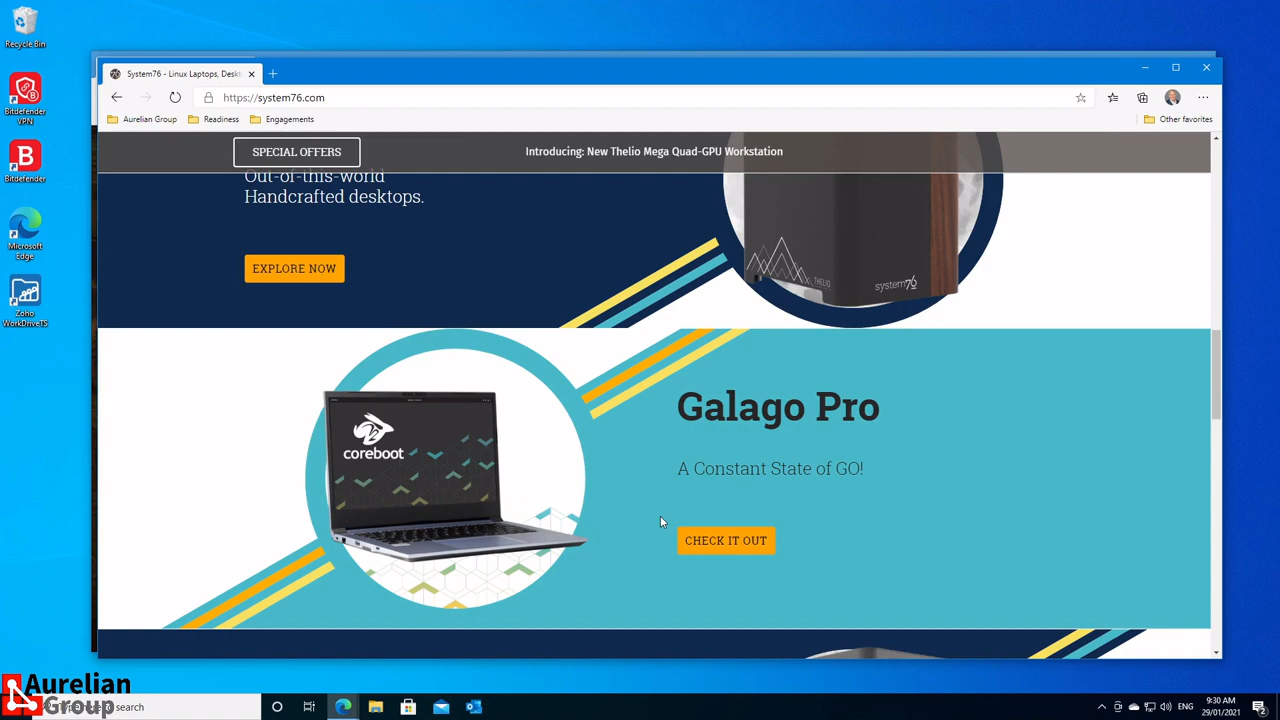 Recycle Bin
Bitdefender
VPN
Bitdefender
Microsoft
Edge
Zoho
WorkDriveTS
System76 - Linux Laptops, Deskt
https://system76.com
Aurelian Group
Readiness
Engagements
Other favorites
SPECIAL OFFERS
Introducing: New Thelio Mega Quad-GPU Workstation
Out-of-this-world
Handcrafted desktops.
EXPLORE NOW
THELIO
system76
coreboot
Galago Pro
A Constant State of GO!
CHECK IT OUT
Aurelian
Group
to search
ENG
9:30 AM
29/01/2021
2